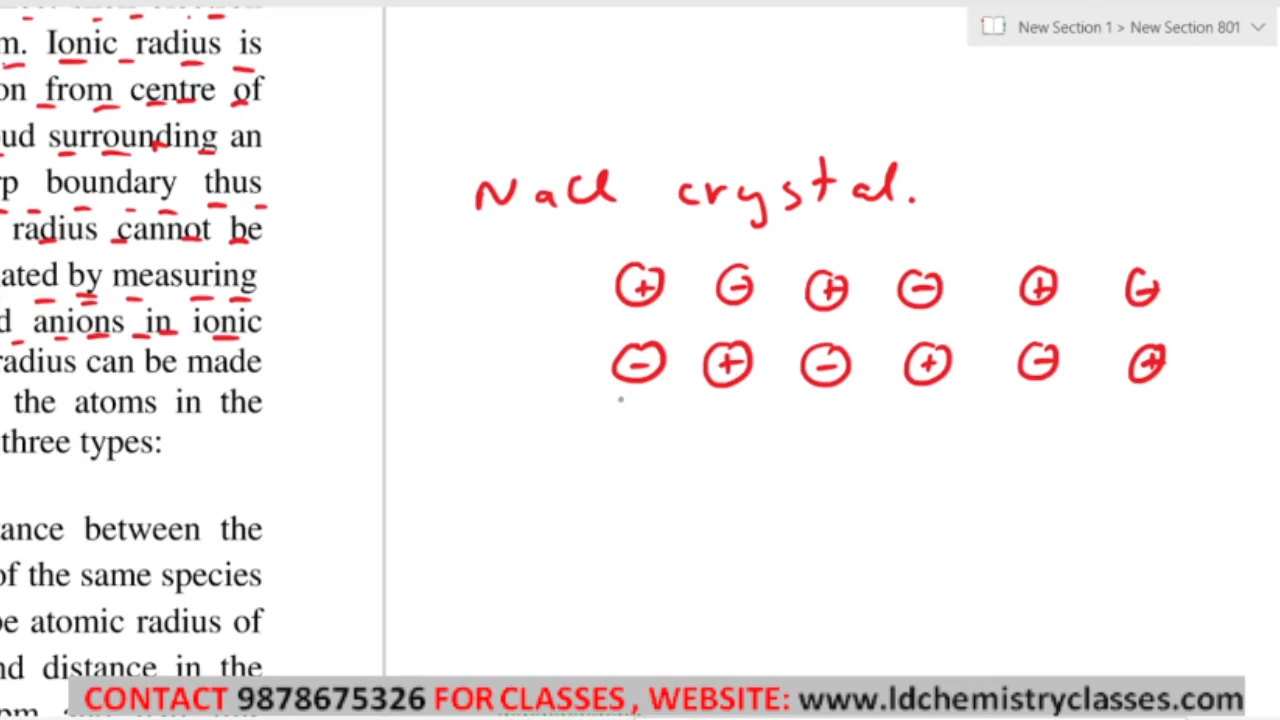 New Section 1 > New Section 801
m. Ionic radius is
on from centre of
oud surrounding an
rp boundary thus
radius cannot be
ated by measuring
d anions in ionic
radius can be made
the atoms in the
three types:
tance between the
of the same species
be atomic radius of
nd distance in the
NaCl crystal.
+ - + - + -
- + - + - +
CONTACT 9878675326 FOR CLASSES, WEBSITE: www.ldchemistryclasses.com